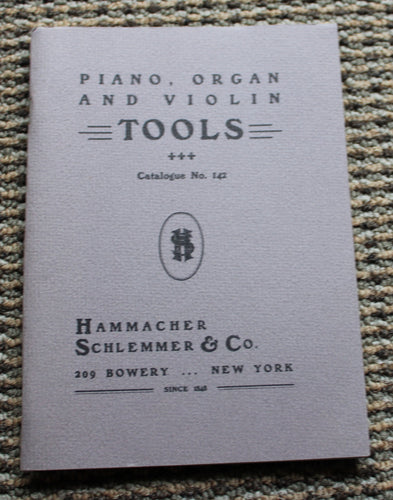 PIANO, ORGAN
AND VIOLIN
TOOLS
Catalogue No. 142
HS
HAMMACHER
SCHLEMMER & CO.
209 BOWERY ... NEW YORK
SINCE 1848